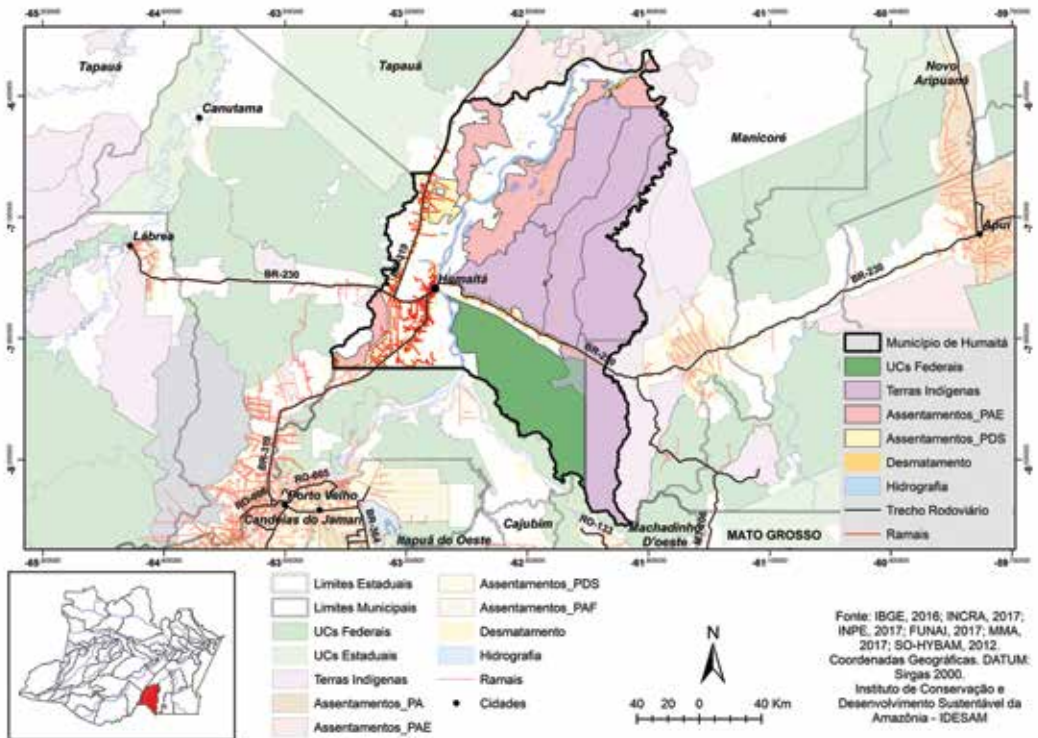 Tapauá
Tapauá
Novo
Aripuanã
Canutama
Manicoré
Lábrea
Apuí
BR-319
Humaitá
BR-230
BR-230
BR-230
Município de Humaitá
UCs Federais
Terras Indígenas
Assentamentos_PAE
Assentamentos_PDS
Desmatamento
Hidrografia
Trecho Rodoviário
Ramais
BR-319
RO-005
Porto Velho
Candeias do Jamari
BR-364
Itapuã do Oeste
Cajubim
RO-133
Machadinho
D'oeste
MATO GROSSO
Limites Estaduais
Limites Municipais
UCs Federais
UCs Estaduais
Terras Indígenas
Assentamentos_PA
Assentamentos_PAE
Assentamentos_PDS
Assentamentos_PAF
Desmatamento
Hidrografia
Ramais
Cidades
N
40 20 0 40 Km
Fonte: IBGE, 2016; INCRA, 2017;
INPE, 2017; FUNAI, 2017; MMA,
2017; SO-HYBAM, 2012.
Coordenadas Geográficas. DATUM:
Sirgas 2000.
Instituto de Conservação e
Desenvolvimento Sustentável da
Amazônia - IDESAM